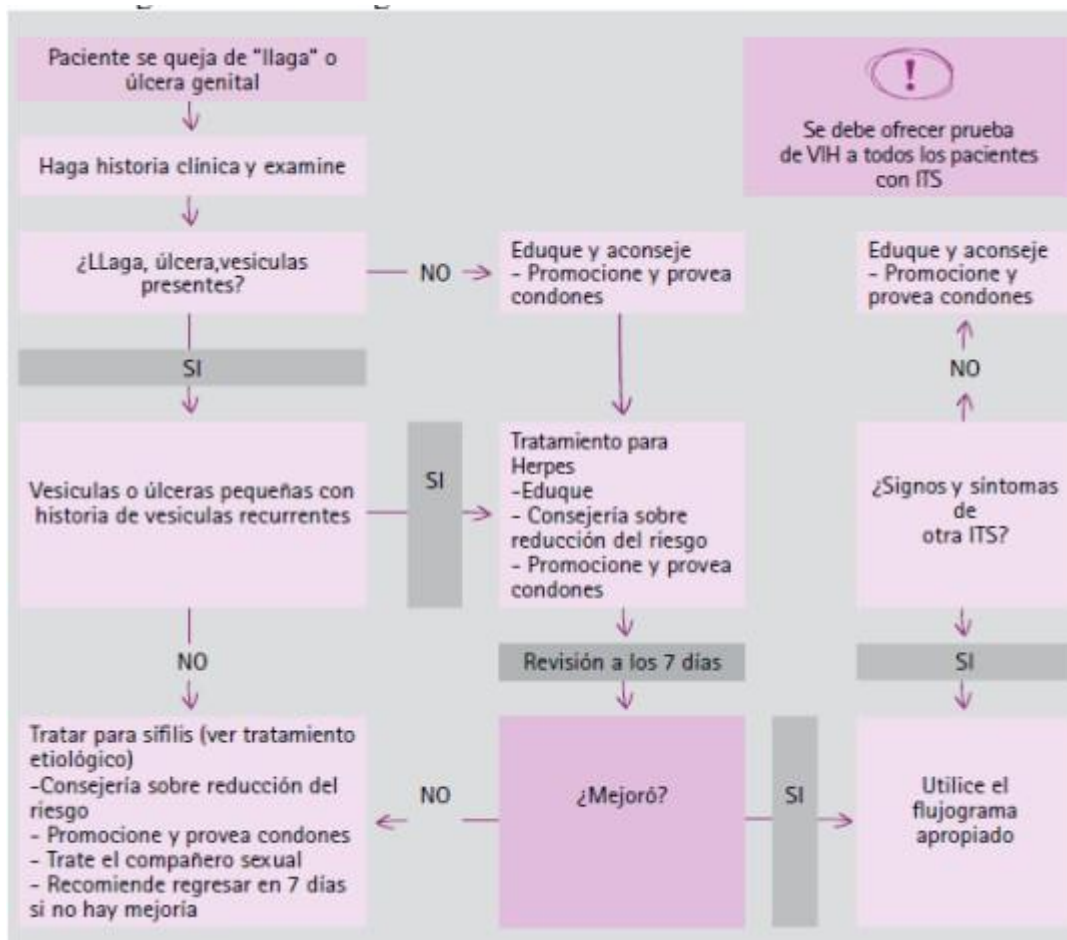 Paciente se queja de "llaga" o
úlcera genital
Haga historia clínica y examine
¿LLaga, úlcera,vesiculas
presentes?
NO
Eduque y aconseje
- Promocione y provea
condones
!
Se debe ofrecer prueba
de VIH a todos los pacientes
con ITS
Eduque y aconseje
- Promocione y
provea condones
NO
SI
Vesiculas o úlceras pequeñas con
historia de vesiculas recurrentes
SI
Tratamiento para
Herpes
-Eduque
- Consejería sobre
reducción del riesgo
- Promocione y provea
condones
¿Signos y síntomas
de
otra ITS?
NO
Revisión a los 7 días
SI
Tratar para sífilis (ver tratamiento
etiológico)
-Consejería sobre reducción del
riesgo
- Promocione y provea condones
- Trate el compañero sexual
- Recomiende regresar en 7 días
si no hay mejoría
NO
¿Mejoró?
SI
Utilice el
flujograma
apropiado